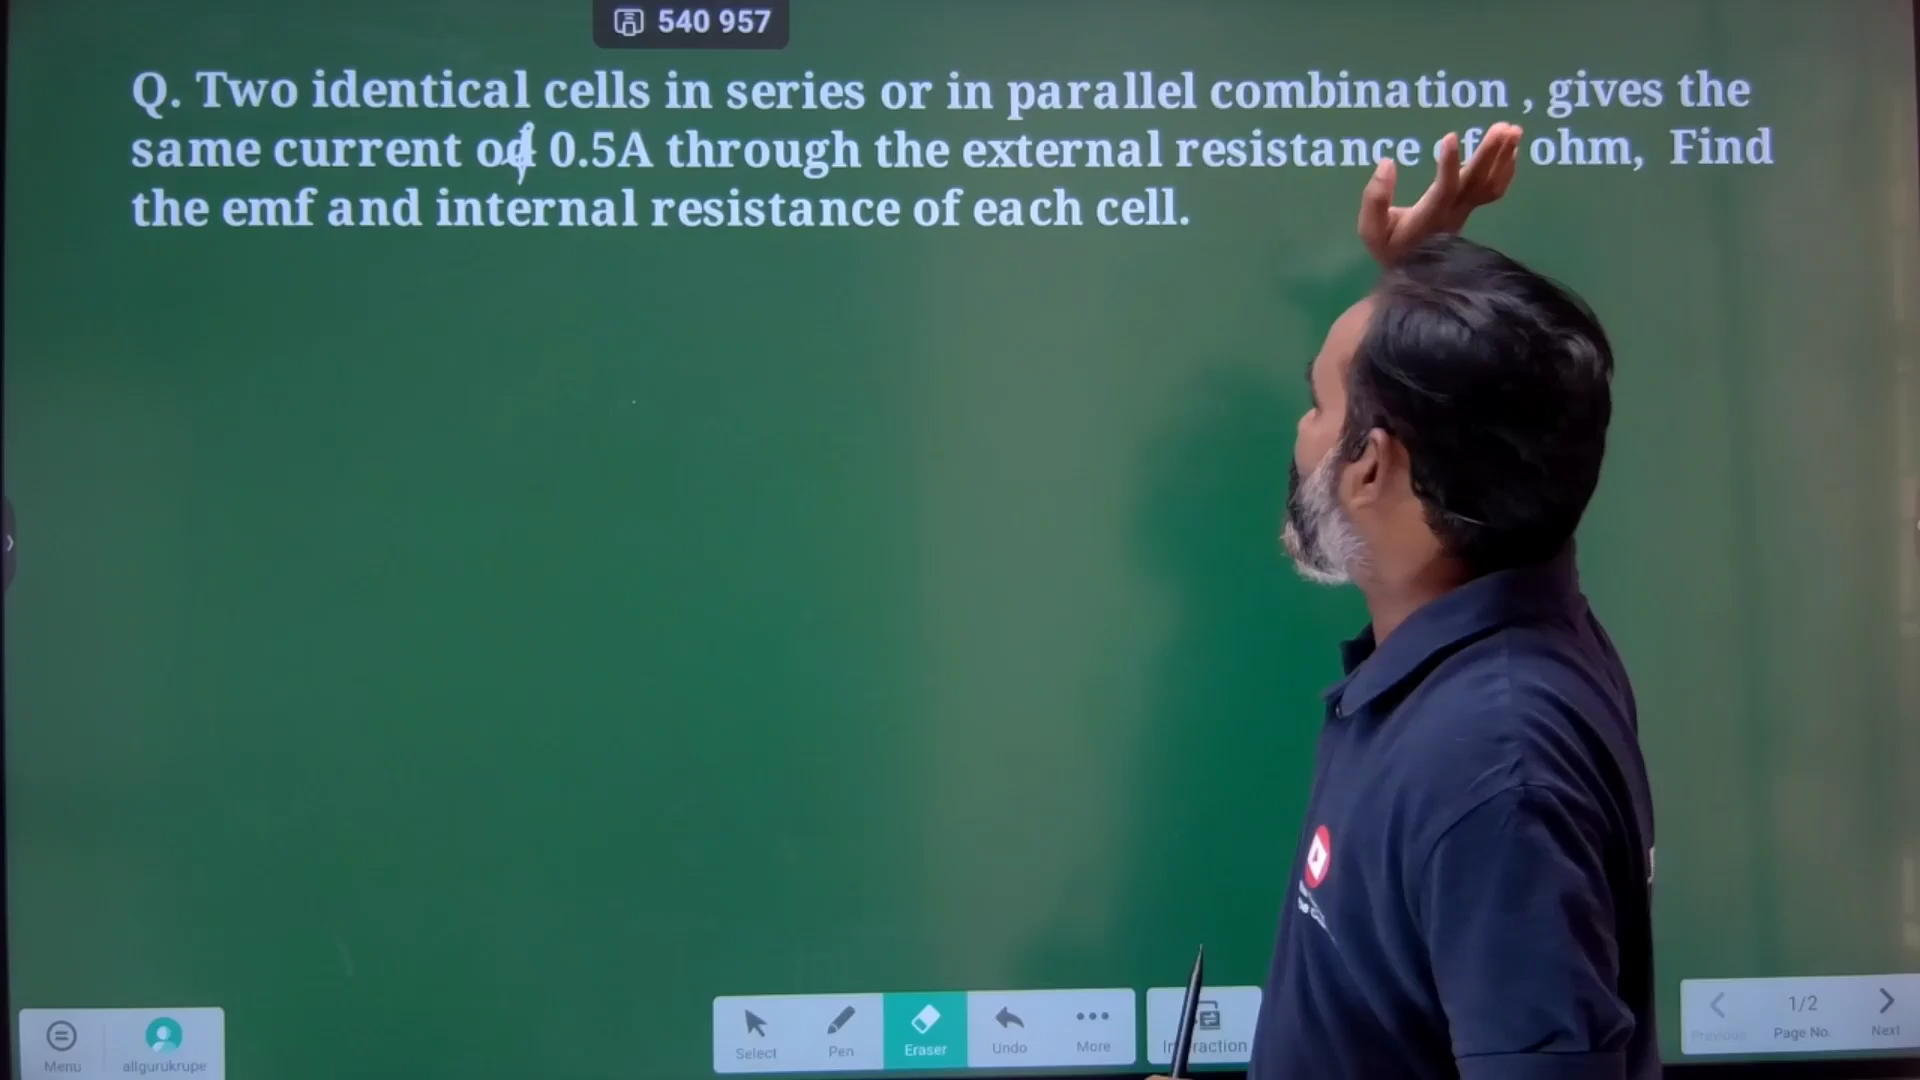 540 957
Q. Two identical cells in series or in parallel combination , gives the
same current of 0.5A through the external resistance of ohm, Find
the emf and internal resistance of each cell.
Menu
allgurukrupe
Select
Pen
Eraser
Undo
More
Previous
1/2
Page No.
Next